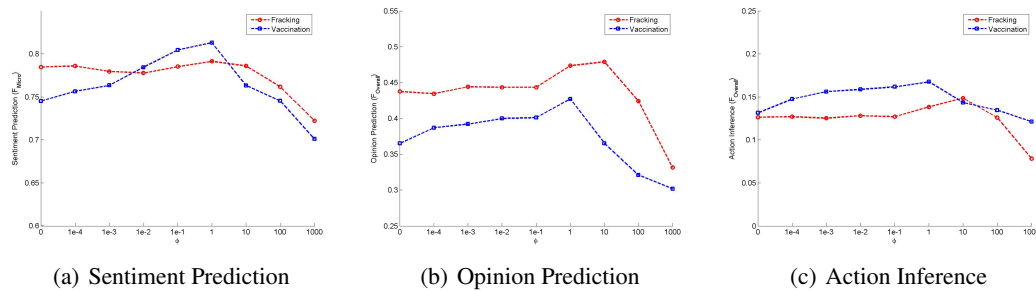 Fracking
Vaccination
Sentiment Prediction (F_Micro)
0.8
0.75
0.7
0.65
0.6
0 1e-4 1e-3 1e-2 1e-1 1 10 100 1000
ϕ
(a) Sentiment Prediction
Fracking
Vaccination
Opinion Prediction (F_Overall)
0.55
0.5
0.45
0.4
0.35
0.3
0.25
0 1e-4 1e-3 1e-2 1e-1 1 10 100 1000
ϕ
(b) Opinion Prediction
Fracking
Vaccination
Action Inference (F_Overall)
0.25
0.2
0.15
0.1
0.05
0
0 1e-4 1e-3 1e-2 1e-1 1 10 100 1000
ϕ
(c) Action Inference